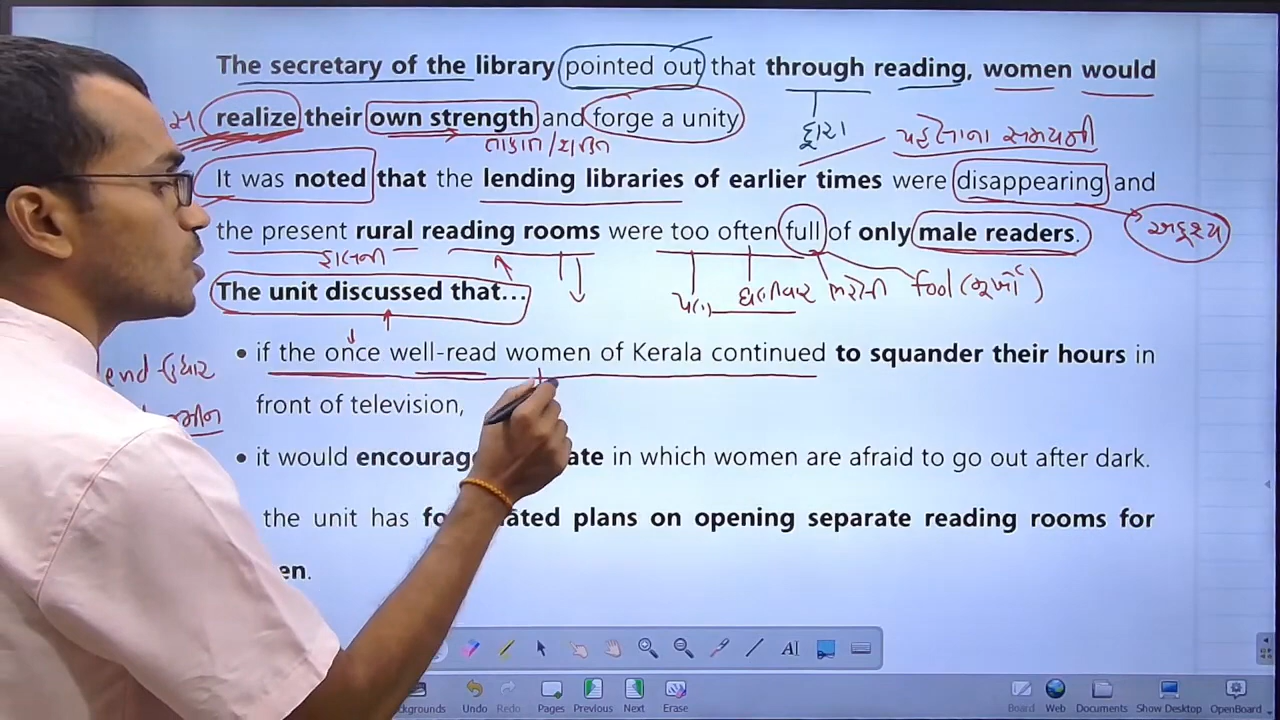 The secretary of the library pointed out that through reading, women would
realize their own strength and forge a unity
દ્વારા
પહેલાના સમયની
It was noted that the lending libraries of earlier times were disappearing and
the present rural reading rooms were too often full of only male readers.
અદ્રશ્ય
હાલના
The unit discussed that...
ઘણીવાર
fool (મૂર્ખ)
• if the once well-read women of Kerala continued to squander their hours in
end ઉધાર
front of television,
• it would encourage ate in which women are afraid to go out after dark.
the unit has plans on opening separate reading rooms for
Undo Redo Pages Previous Next Erase Board Web Documents Show Desktop OpenBoard